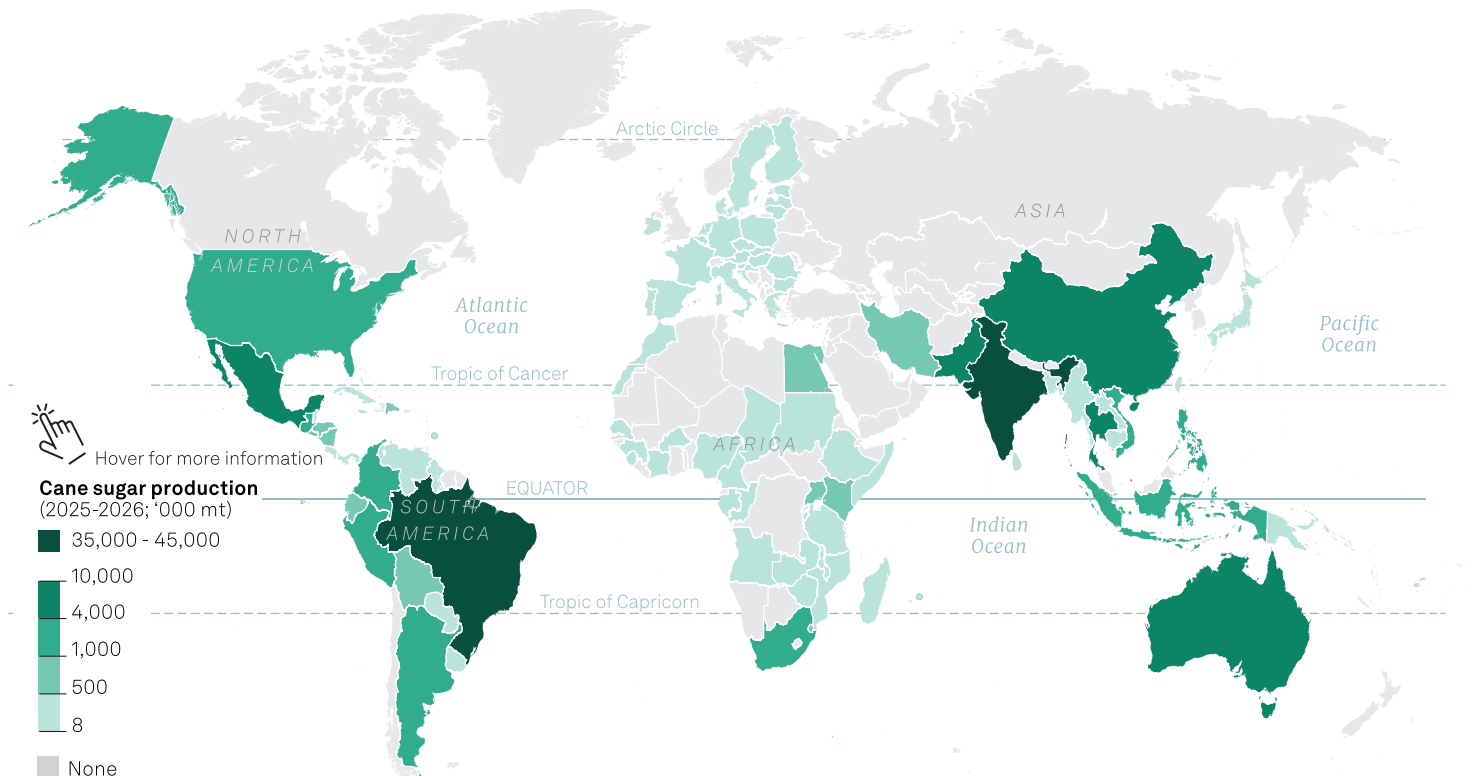 Arctic Circle
ASIA
NORTH
AMERICA
Atlantic
Ocean
Pacific
Ocean
Tropic of Cancer
AFRICA
Hover for more information
Cane sugar production
(2025-2026; ‘000 mt)
EQUATOR
SOUTH
AMERICA
Indian
Ocean
35,000 - 45,000
10,000
4,000
Tropic of Capricorn
1,000
500
8
None